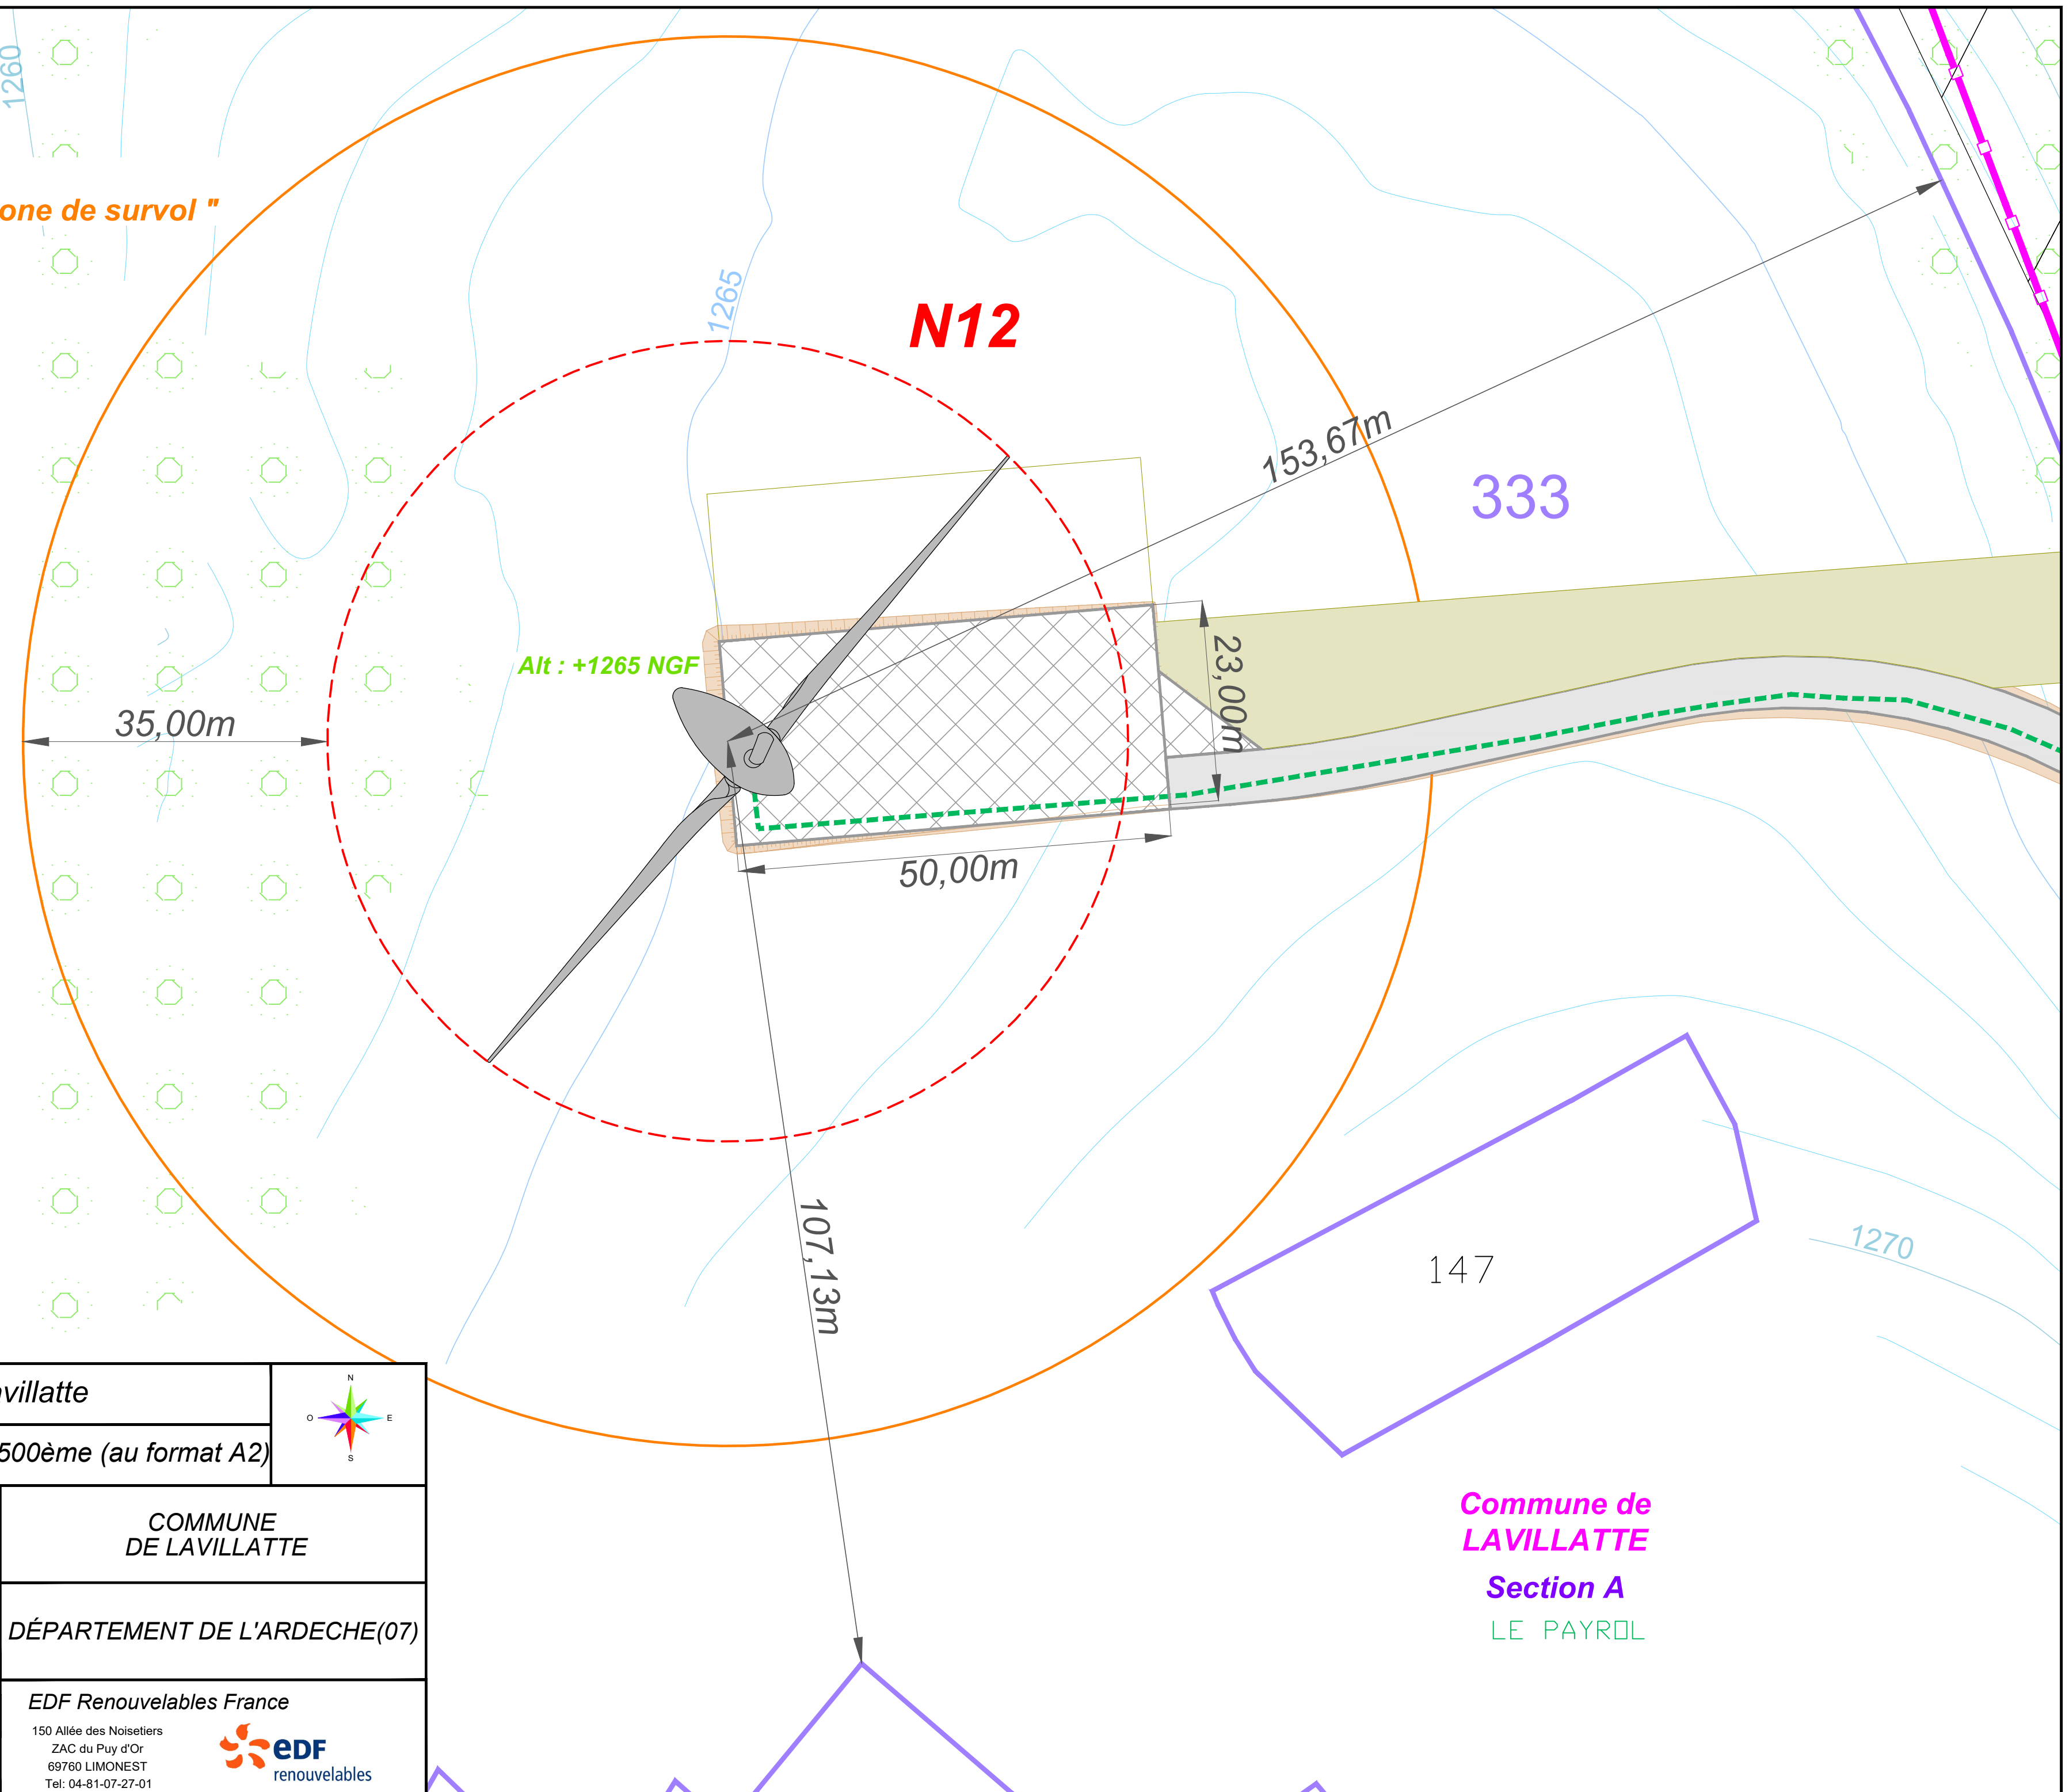 1260
one de survol "
1265
N12
153,67m
333
Alt : +1265 NGF
23,00m
35,00m
50,00m
107,13m
1270
147
villatte
N
O
E
S
500ème (au format A2)
COMMUNE
DE LAVILLATTE
DÉPARTEMENT DE L'ARDECHE(07)
EDF Renouvelables France
150 Allée des Noisetiers
ZAC du Puy d'Or
69760 LIMONEST
Tel: 04-81-07-27-01
eDF
renouvelables
Commune de
LAVILLATTE
Section A
LE PAYROL